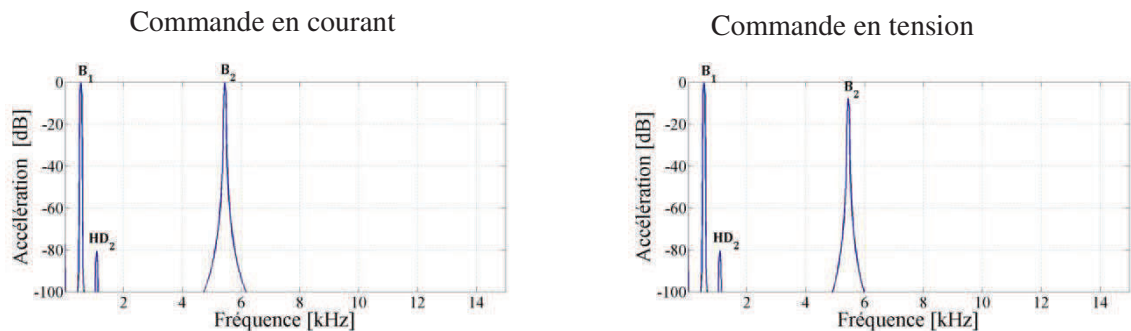 Commande en courant
Commande en tension
B1
B2
HD2
0
-20
-40
-60
-80
-100
2
4
6
8
10
12
14
Accélération [dB]
Fréquence [kHz]
B1
B2
HD2
0
-20
-40
-60
-80
-100
2
4
6
8
10
12
14
Accélération [dB]
Fréquence [kHz]